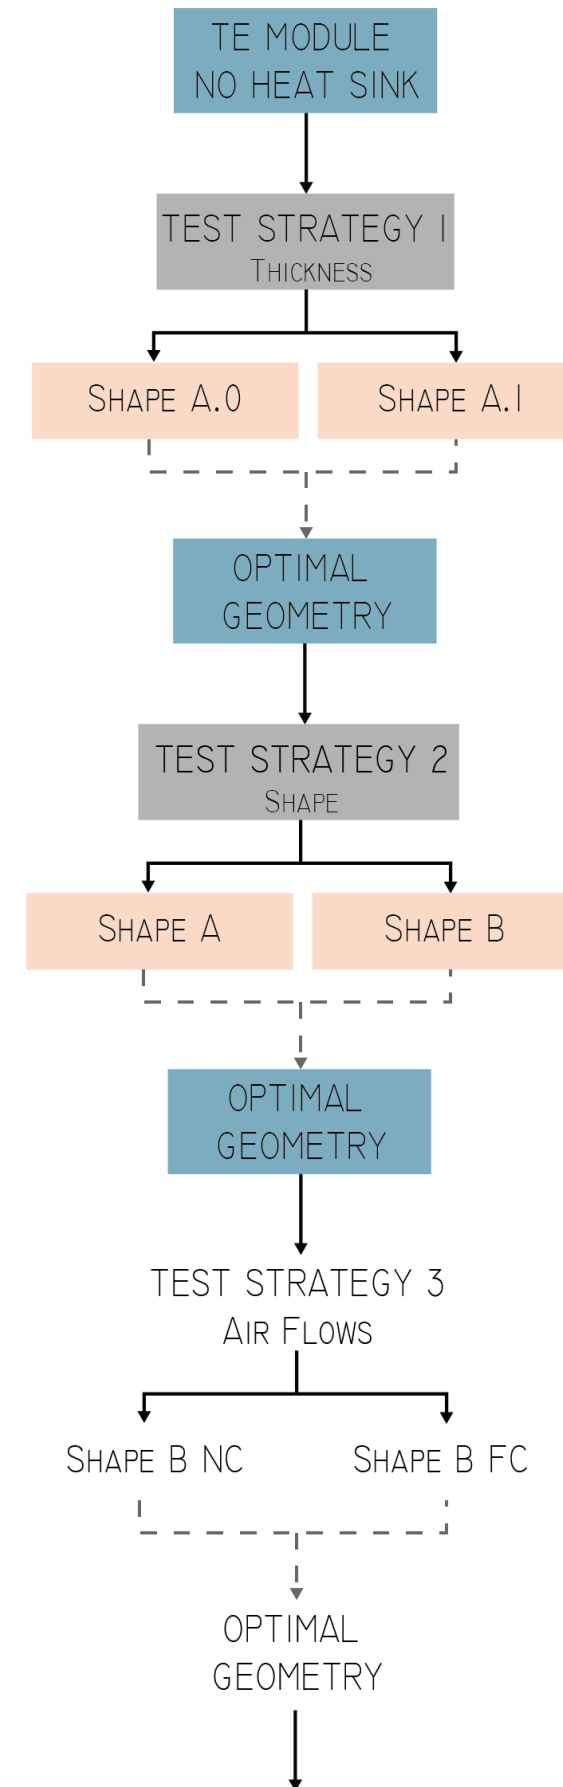 TE MODULE
NO HEAT SINK
TEST STRATEGY 1
THICKNESS
SHAPE A.0 SHAPE A.1
OPTIMAL
GEOMETRY
TEST STRATEGY 2
SHAPE
SHAPE A SHAPE B
OPTIMAL
GEOMETRY
TEST STRATEGY 3
AIR FLOWS
SHAPE B NC SHAPE B FC
OPTIMAL
GEOMETRY